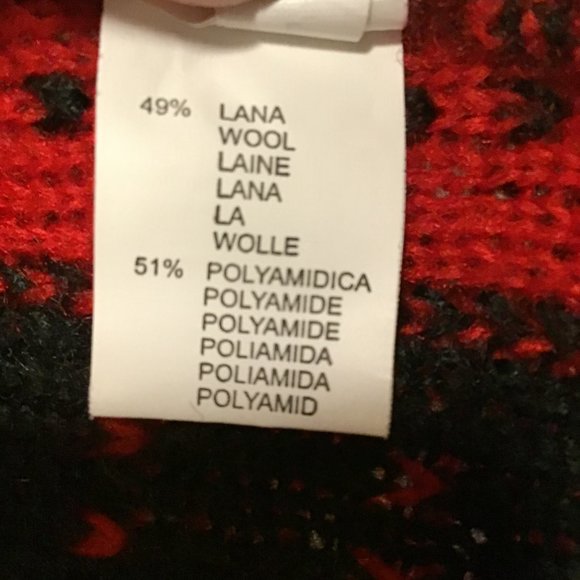 49% LANA
WOOL
LAINE
LANA
LA
WOLLE
51% POLYAMIDICA
POLYAMIDE
POLYAMIDE
POLIAMIDA
POLIAMIDA
POLYAMID